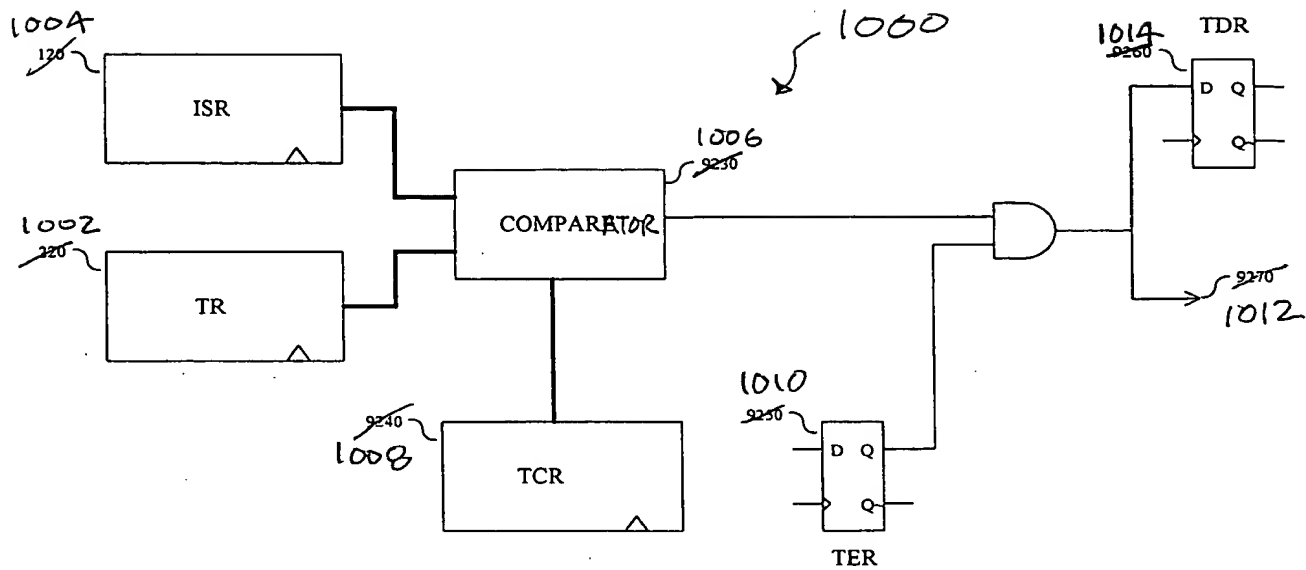 1004
120
ISR
1000
1014
9260
TDR
D Q
Q
1006
9230
COMPARATOR
1002
220
TR
9270
1012
9240
1008
TCR
1010
9250
D Q
Q
TER